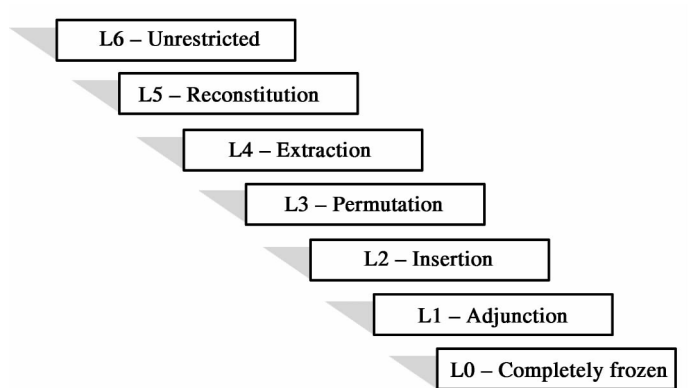 L6 – Unrestricted
L5 – Reconstitution
L4 – Extraction
L3 – Permutation
L2 – Insertion
L1 – Adjunction
L0 – Completely frozen